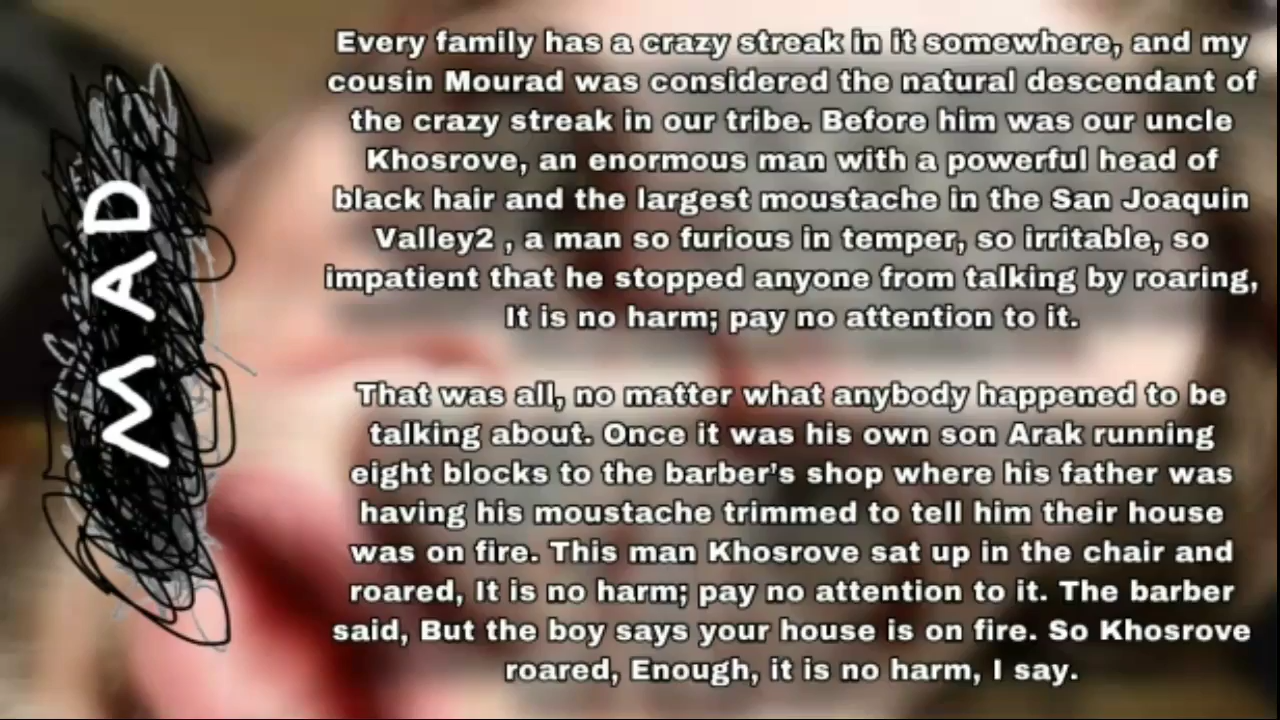 MAD
Every family has a crazy streak in it somewhere, and my
cousin Mourad was considered the natural descendant of
the crazy streak in our tribe. Before him was our uncle
Khosrove, an enormous man with a powerful head of
black hair and the largest moustache in the San Joaquin
Valley2 , a man so furious in temper, so irritable, so
impatient that he stopped anyone from talking by roaring,
It is no harm; pay no attention to it.
That was all, no matter what anybody happened to be
talking about. Once it was his own son Arak running
eight blocks to the barber's shop where his father was
having his moustache trimmed to tell him their house
was on fire. This man Khosrove sat up in the chair and
roared, It is no harm; pay no attention to it. The barber
said, But the boy says your house is on fire. So Khosrove
roared, Enough, it is no harm, I say.